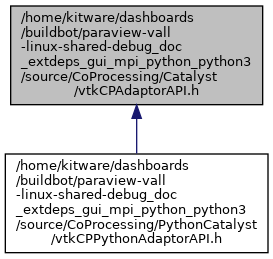 /home/kitware/dashboards
/buildbot/paraview-vall
-linux-shared-debug_doc
_extdeps_gui_mpi_python_python3
/source/CoProcessing/Catalyst
/vtkCPAdaptorAPI.h
/home/kitware/dashboards
/buildbot/paraview-vall
-linux-shared-debug_doc
_extdeps_gui_mpi_python_python3
/source/CoProcessing/PythonCatalyst
/vtkCPPythonAdaptorAPI.h